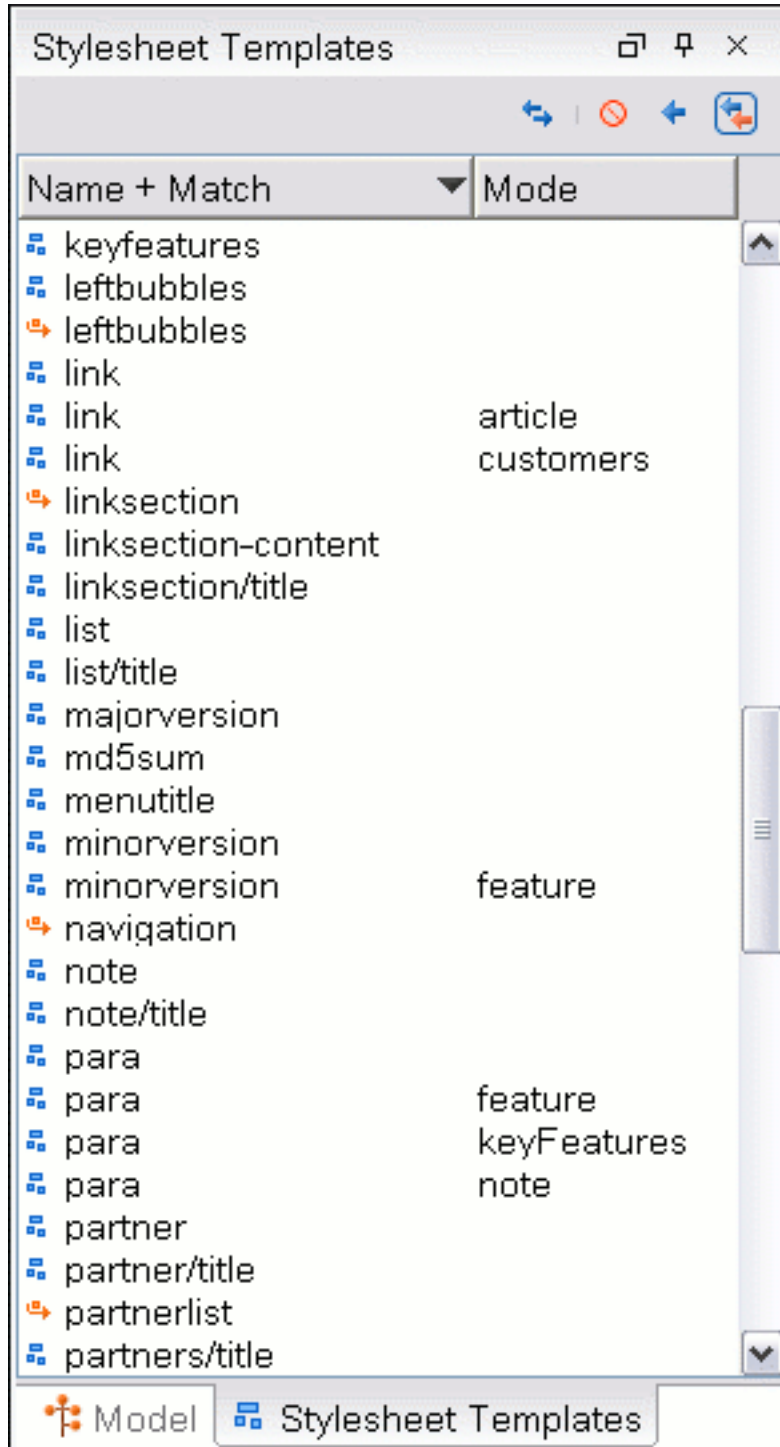 Stylesheet Templates
Name + Match Mode
keyfeatures
leftbubbles
leftbubbles
link
link article
link customers
linksection
linksection-content
linksection/title
list
list/title
majorversion
md5sum
menutitle
minorversion
minorversion feature
navigation
note
note/title
para
para feature
para keyFeatures
para note
partner
partner/title
partnerlist
partners/title
Model Stylesheet Templates